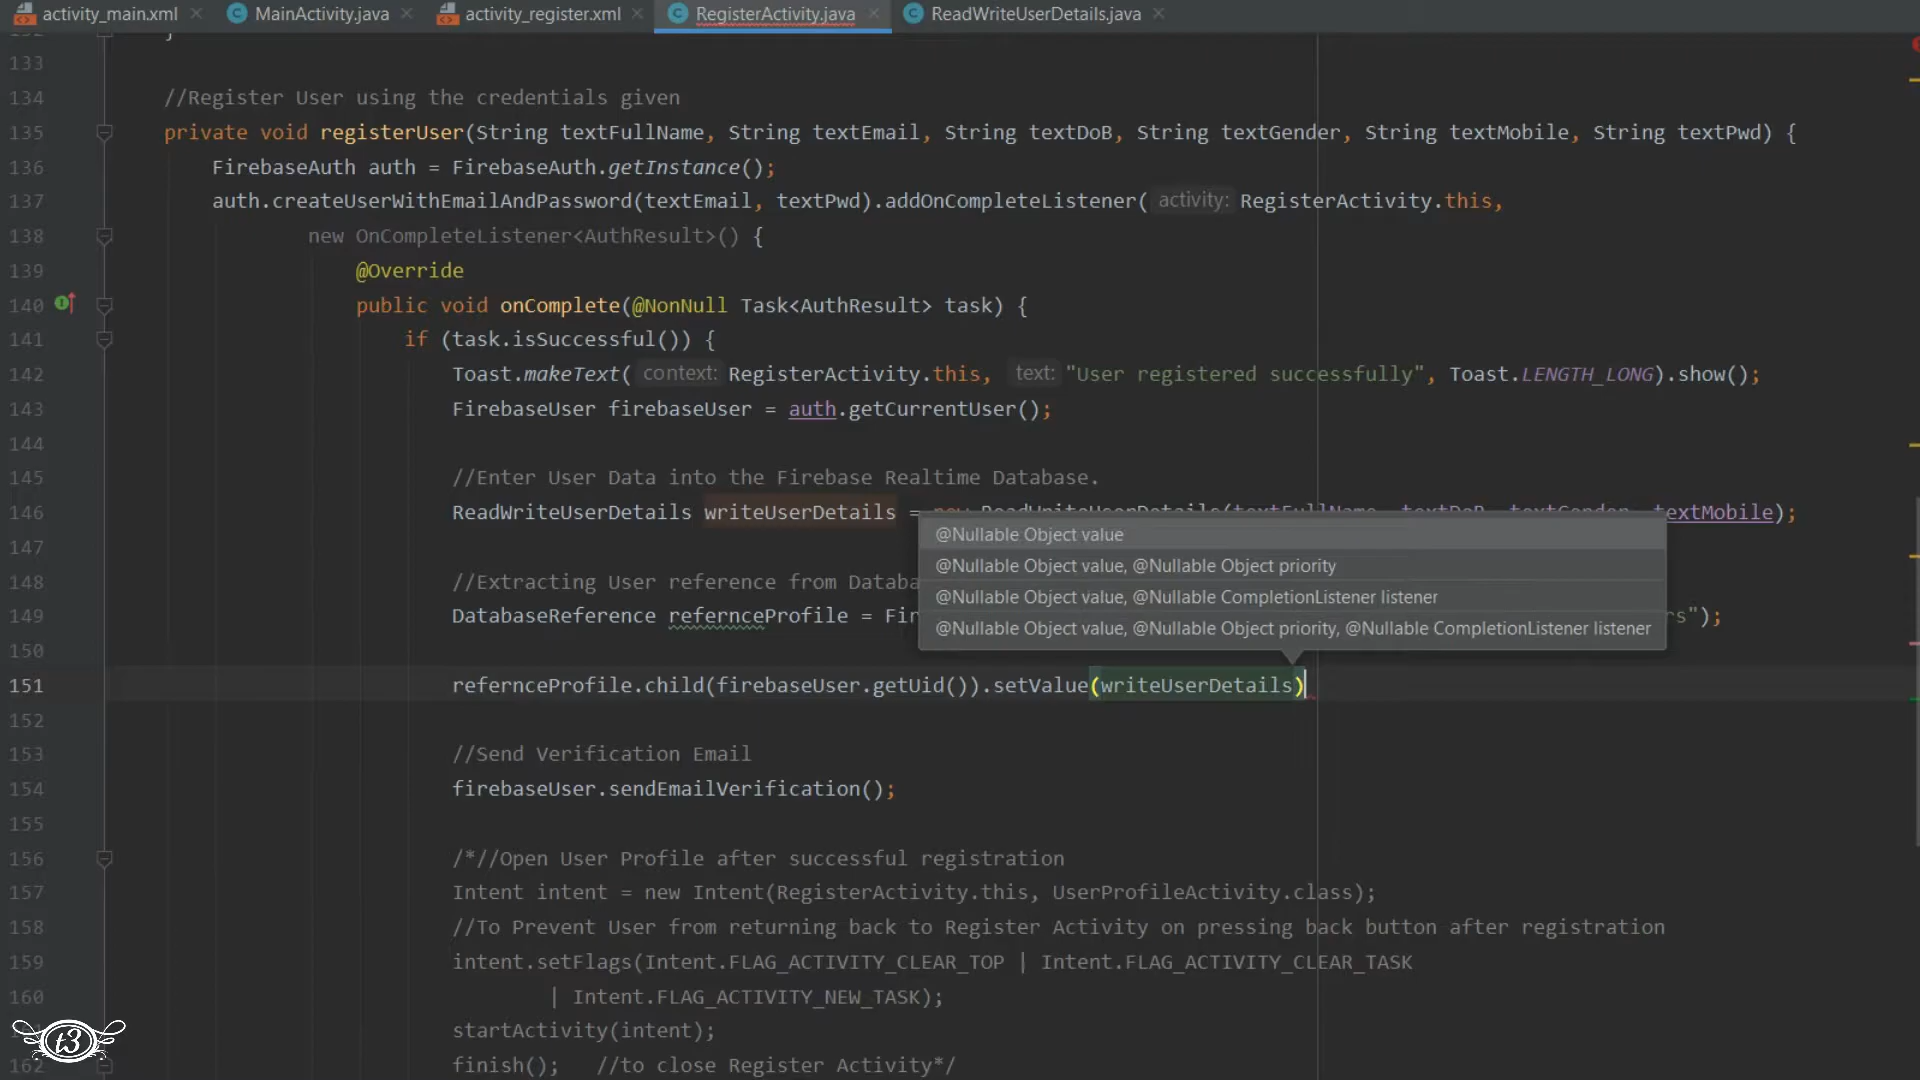 activity_main.xml MainActivity.java activity_register.xml RegisterActivity.java ReadWriteUserDetails.java
133
134 //Register User using the credentials given
135 private void registerUser(String textFullName, String textEmail, String textDoB, String textGender, String textMobile, String textPwd) {
136 FirebaseAuth auth = FirebaseAuth.getInstance();
137 auth.createUserWithEmailAndPassword(textEmail, textPwd).addOnCompleteListener( activity: RegisterActivity.this,
138 new OnCompleteListener<AuthResult>() {
139 @Override
140 public void onComplete(@NonNull Task<AuthResult> task) {
141 if (task.isSuccessful()) {
142 Toast.makeText( context: RegisterActivity.this, text: "User registered successfully", Toast.LENGTH_LONG).show();
143 FirebaseUser firebaseUser = auth.getCurrentUser();
144
145 //Enter User Data into the Firebase Realtime Database.
146 ReadWriteUserDetails writeUserDetails = new ReadWriteUserDetails(textFullName, textDoB, textGender, textMobile);
@Nullable Object value
147
@Nullable Object value, @Nullable Object priority
148 //Extracting User reference from Databa
@Nullable Object value, @Nullable CompletionListener listener
149 DatabaseReference refernceProfile = Fir rs");
@Nullable Object value, @Nullable Object priority, @Nullable CompletionListener listener
150
151 refernceProfile.child(firebaseUser.getUid()).setValue(writeUserDetails)
152
153 //Send Verification Email
154 firebaseUser.sendEmailVerification();
155
156 /*//Open User Profile after successful registration
157 Intent intent = new Intent(RegisterActivity.this, UserProfileActivity.class);
158 //To Prevent User from returning back to Register Activity on pressing back button after registration
159 intent.setFlags(Intent.FLAG_ACTIVITY_CLEAR_TOP | Intent.FLAG_ACTIVITY_CLEAR_TASK
160 | Intent.FLAG_ACTIVITY_NEW_TASK);
startActivity(intent);
162 finish(); //to close Register Activity*/
t3